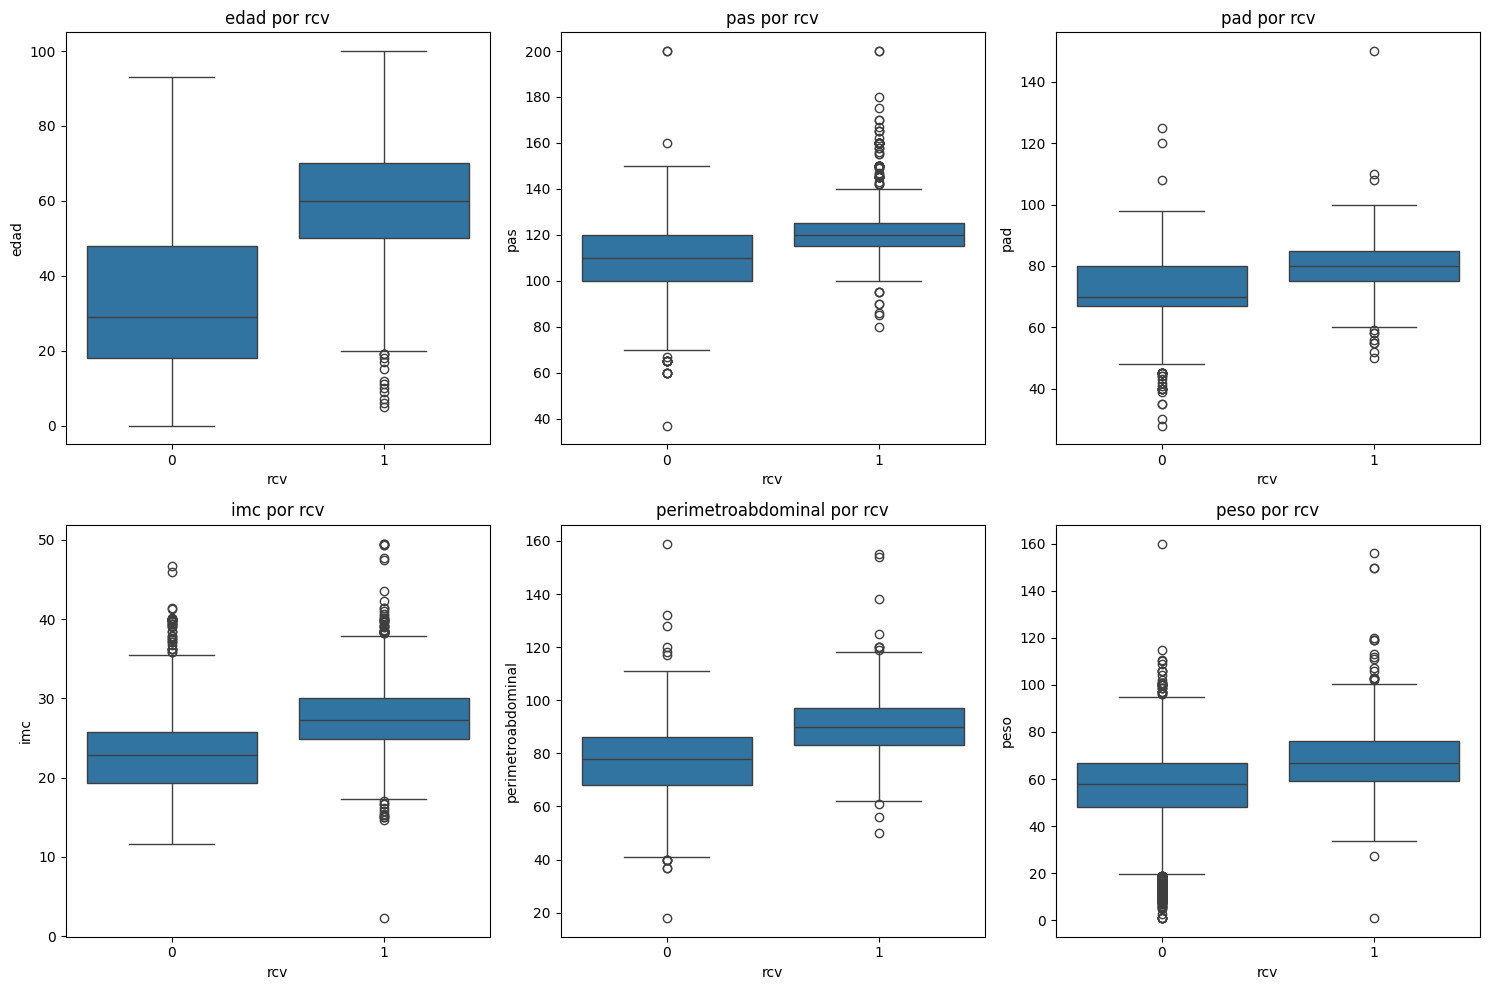 edad por rcv
100
80
60
40
20
0
edad
0 1
rcv
pas por rcv
200
180
160
140
120
100
80
60
40
pas
0 1
rcv
pad por rcv
140
120
100
80
60
40
pad
0 1
rcv
imc por rcv
50
40
30
20
10
0
imc
0 1
rcv
perimetroabdominal por rcv
160
140
120
100
80
60
40
20
perimetroabdominal
0 1
rcv
peso por rcv
160
140
120
100
80
60
40
20
0
peso
0 1
rcv